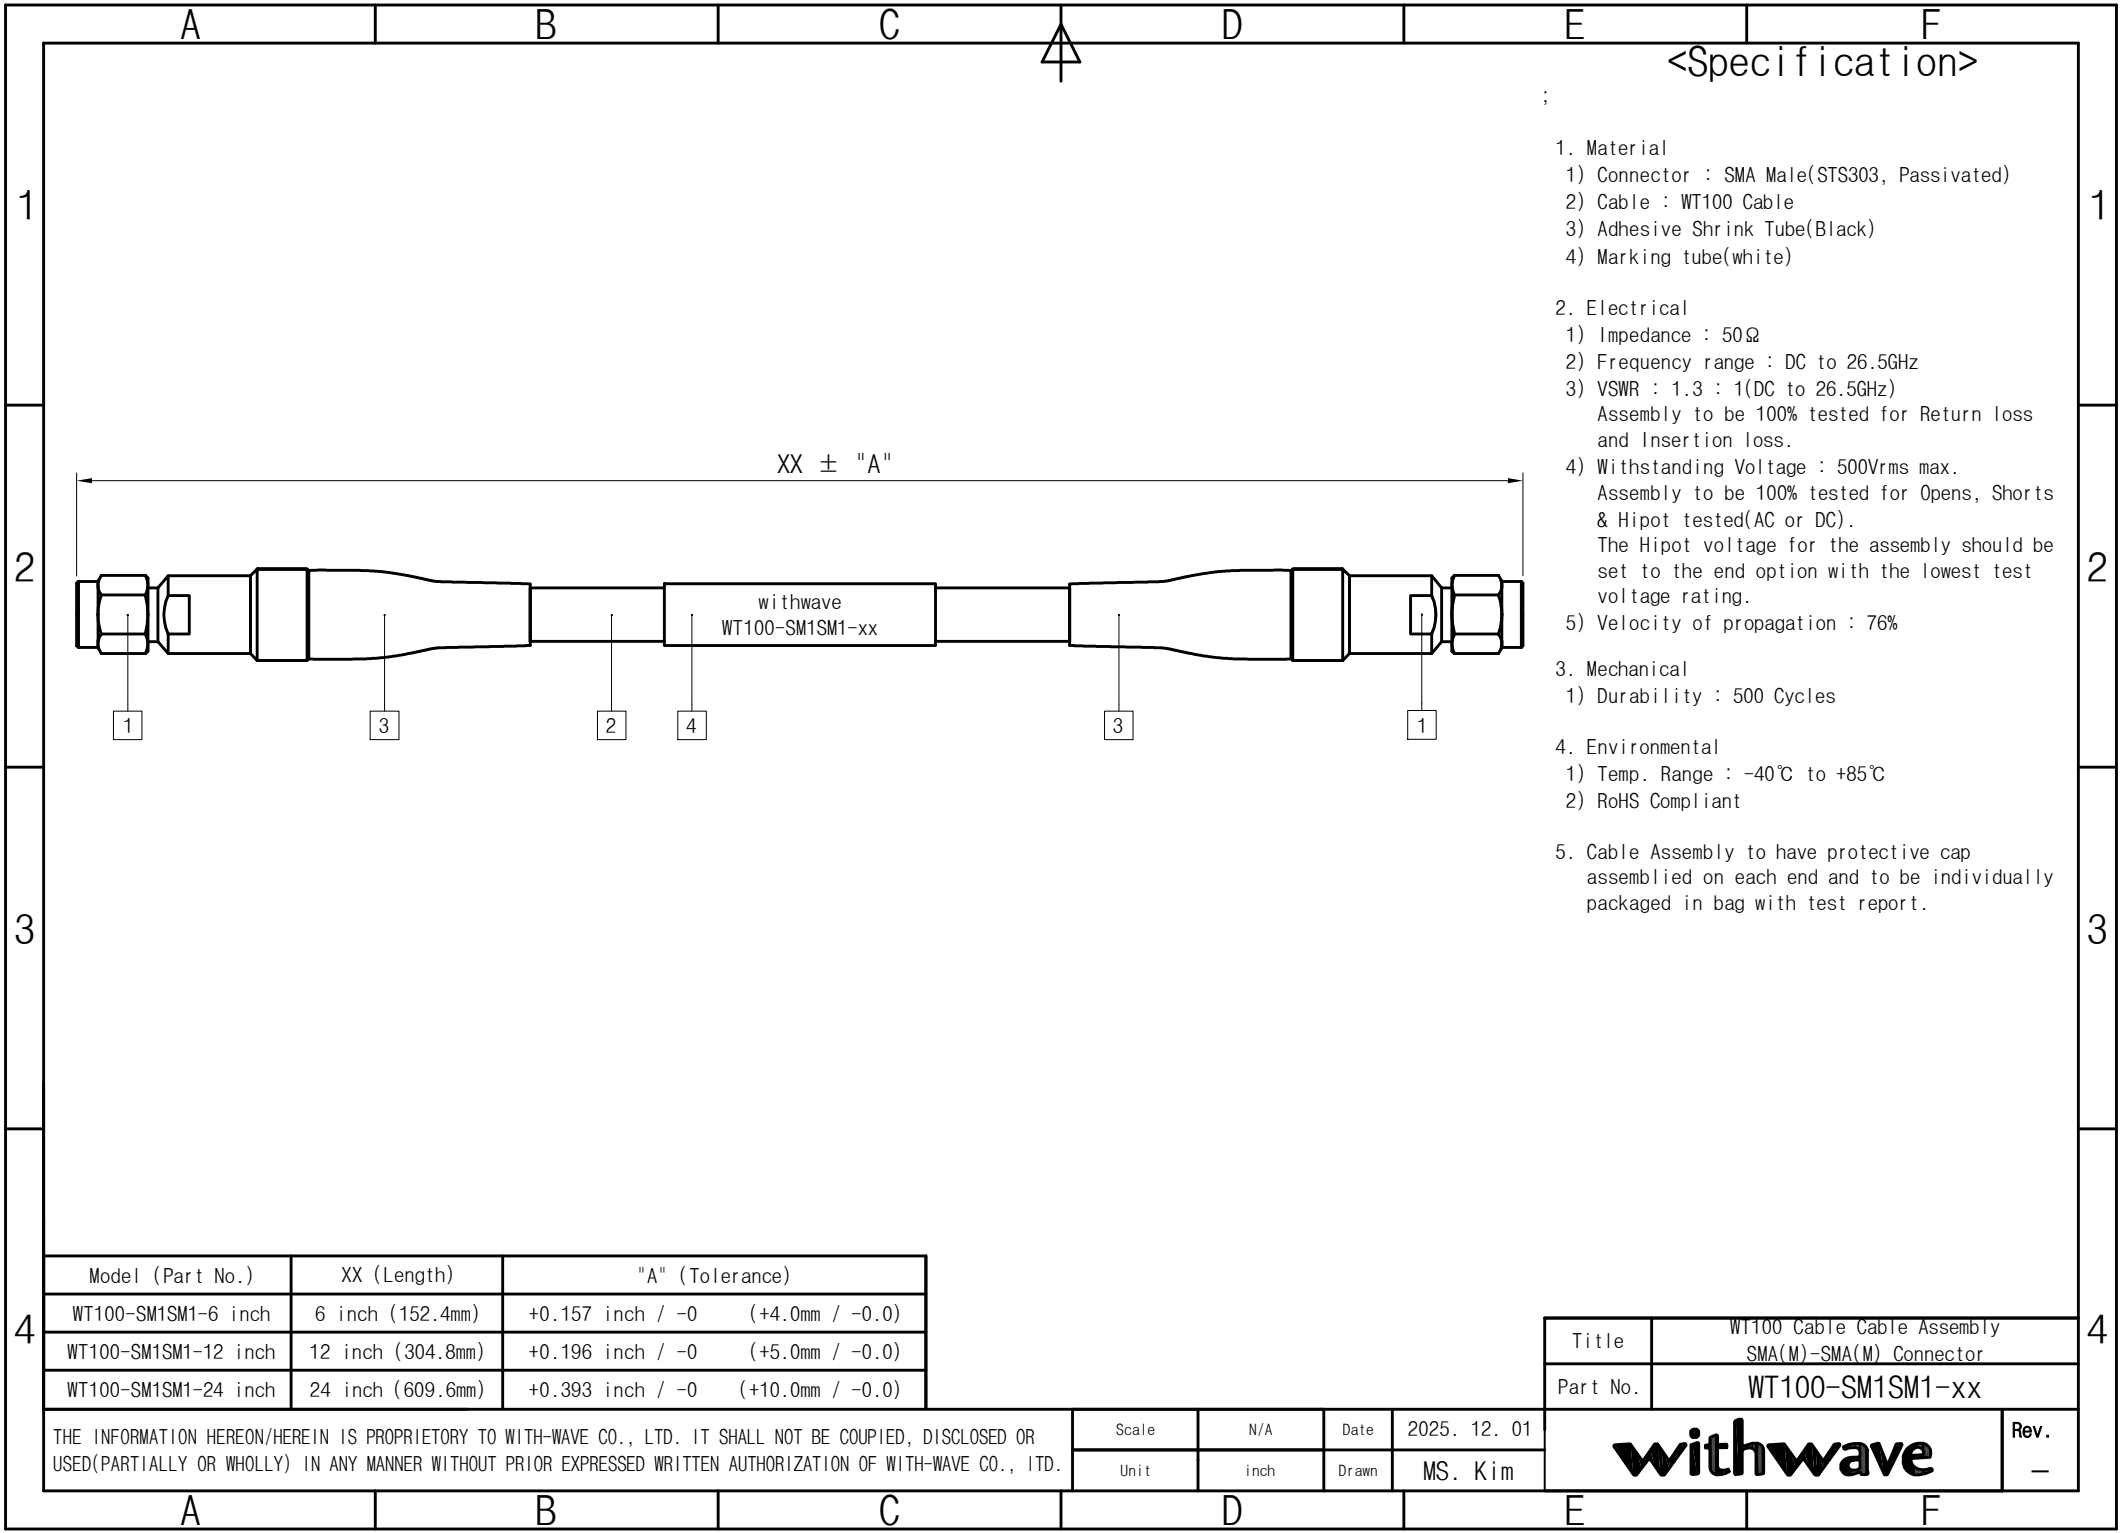 A B C D E F
<Specification>
;
1. Material
1) Connector : SMA Male(STS303, Passivated)
2) Cable : WT100 Cable
3) Adhesive Shrink Tube(Black)
4) Marking tube(white)
2. Electrical
1) Impedance : 50Ω
2) Frequency range : DC to 26.5GHz
3) VSWR : 1.3 : 1(DC to 26.5GHz)
Assembly to be 100% tested for Return loss
and Insertion loss.
4) Withstanding Voltage : 500Vrms max.
Assembly to be 100% tested for Opens, Shorts
& Hipot tested(AC or DC).
The Hipot voltage for the assembly should be
set to the end option with the lowest test
voltage rating.
5) Velocity of propagation : 76%
3. Mechanical
1) Durability : 500 Cycles
4. Environmental
1) Temp. Range : -40℃ to +85℃
2) RoHS Compliant
5. Cable Assembly to have protective cap
assemblied on each end and to be individually
packaged in bag with test report.
1 1
2 2
3 3
4 4
XX ± "A"
withwave
WT100-SM1SM1-xx
1 3 2 4 3 1
Model (Part No.) XX (Length) "A" (Tolerance)
WT100-SM1SM1-6 inch 6 inch (152.4mm) +0.157 inch / -0 (+4.0mm / -0.0)
WT100-SM1SM1-12 inch 12 inch (304.8mm) +0.196 inch / -0 (+5.0mm / -0.0)
WT100-SM1SM1-24 inch 24 inch (609.6mm) +0.393 inch / -0 (+10.0mm / -0.0)
Title WT100 Cable Cable Assembly
SMA(M)-SMA(M) Connector
Part No. WT100-SM1SM1-xx
THE INFORMATION HEREON/HEREIN IS PROPRIETORY TO WITH-WAVE CO., LTD. IT SHALL NOT BE COUPIED, DISCLOSED OR
USED(PARTIALLY OR WHOLLY) IN ANY MANNER WITHOUT PRIOR EXPRESSED WRITTEN AUTHORIZATION OF WITH-WAVE CO., lTD.
Scale N/A Date 2025. 12. 01
Unit inch Drawn MS. Kim
withwave
Rev.
–
A B C D E F